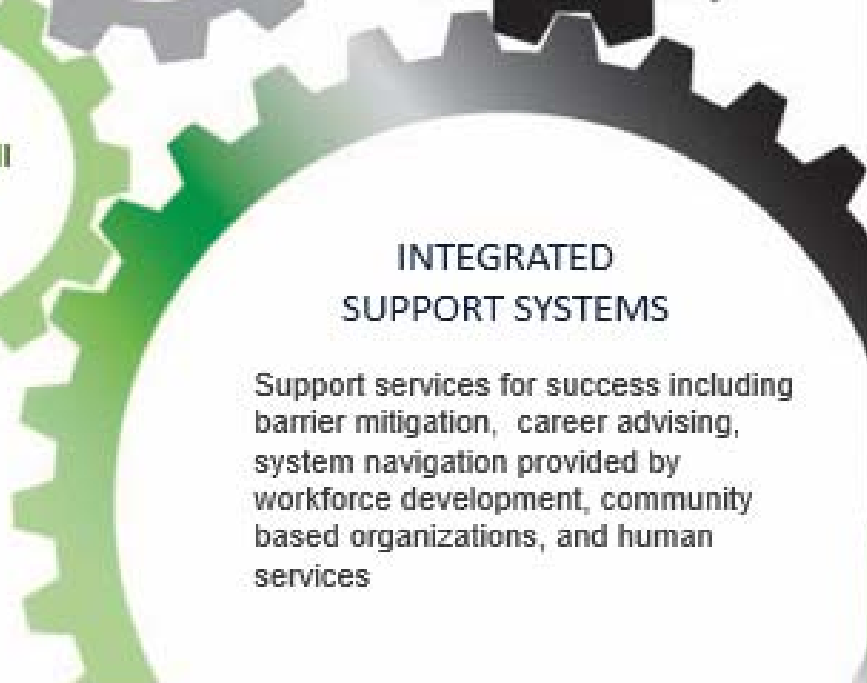 INTEGRATED
SUPPORT SYSTEMS
Support services for success including
barrier mitigation,  career advising,
system navigation provided by
workforce development, community
based organizations, and human
services